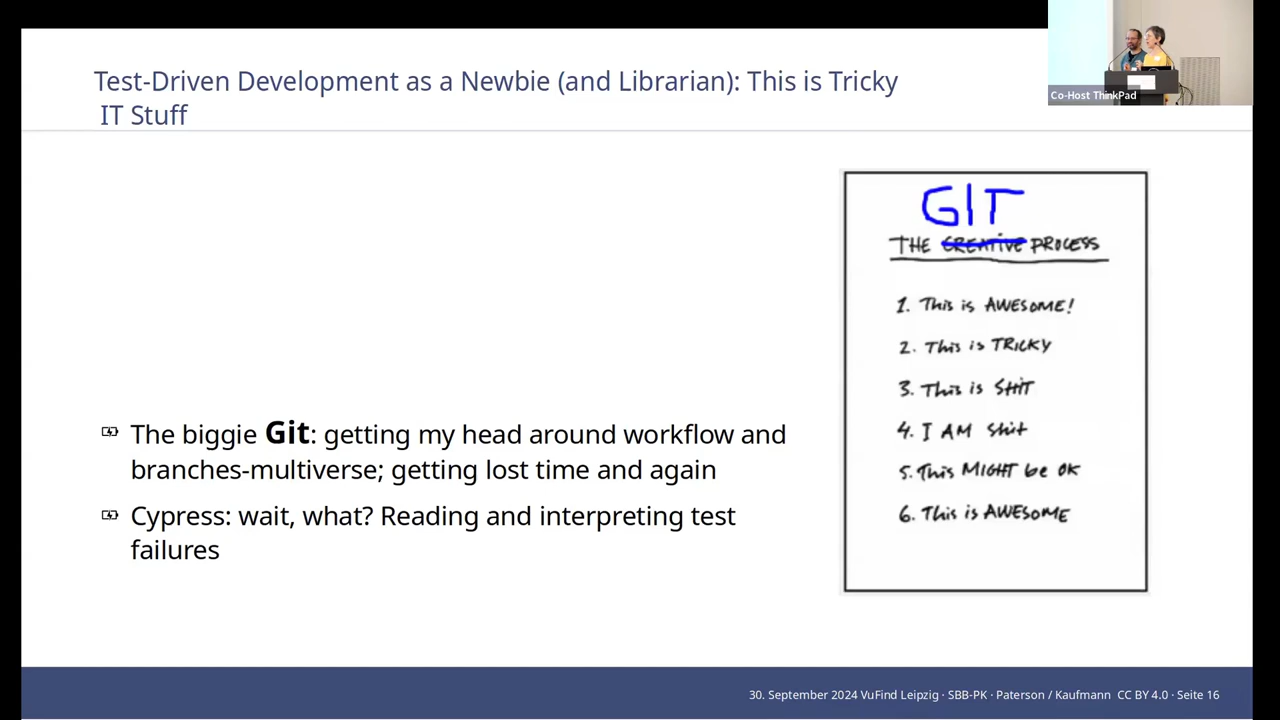 Test-Driven Development as a Newbie (and Librarian): This is Tricky
IT Stuff
Co-Host ThinkPad
GIT
THE CREATIVE PROCESS
1. This is AWESOME!
2. This is TRICKY
3. This is SHIT
4. I AM Shit
5. This MIGHT be OK
6. This is AWESOME
The biggie Git: getting my head around workflow and
branches-multiverse; getting lost time and again
Cypress: wait, what? Reading and interpreting test
failures
30. September 2024 VuFind Leipzig · SBB-PK · Paterson / Kaufmann CC BY 4.0 · Seite 16